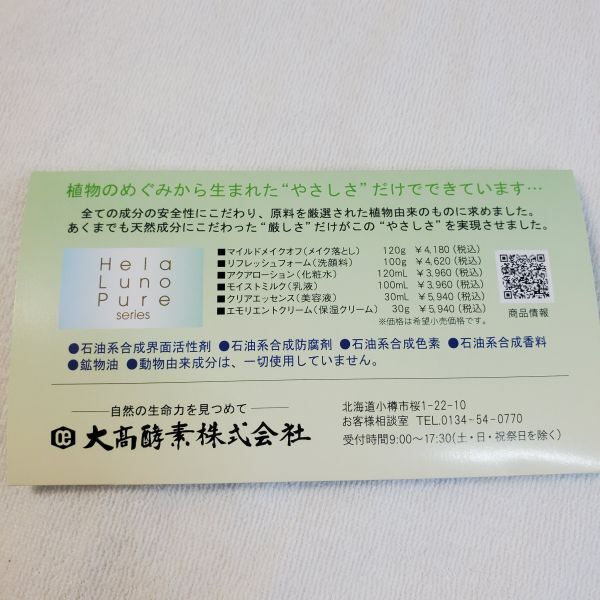 植物のめぐみから生まれた“やさしさ”だけでできています…
全ての成分の安全性にこだわり、原料を厳選された植物由来のものに求めました。
あくまでも天然成分にこだわった“厳しさ”だけがこの“やさしさ”を実現させました。
Hela
Luno
Pure
series
■マイルドメイクオフ(メイク落とし) 120g ¥4,180(税込)
■リフレッシュフォーム(洗顔料) 100g ¥4,620(税込)
■アクアローション(化粧水) 120mL ¥3,960(税込)
■モイストミルク(乳液) 100mL ¥3,960(税込)
■クリアエッセンス(美容液) 30mL ¥5,940(税込)
■エモリエントクリーム(保湿クリーム) 30g ¥5,940(税込)
※価格は希望小売価格です。
商品情報
●石油系合成界面活性剤 ●石油系合成防腐剤 ●石油系合成色素 ●石油系合成香料
●鉱物油 ●動物由来成分は、一切使用していません。
自然の生命力を見つめて
大高酵素株式会社
北海道小樽市桜1-22-10
お客様相談室 TEL.0134-54-0770
受付時間9:00〜17:30(土・日・祝祭日を除く)